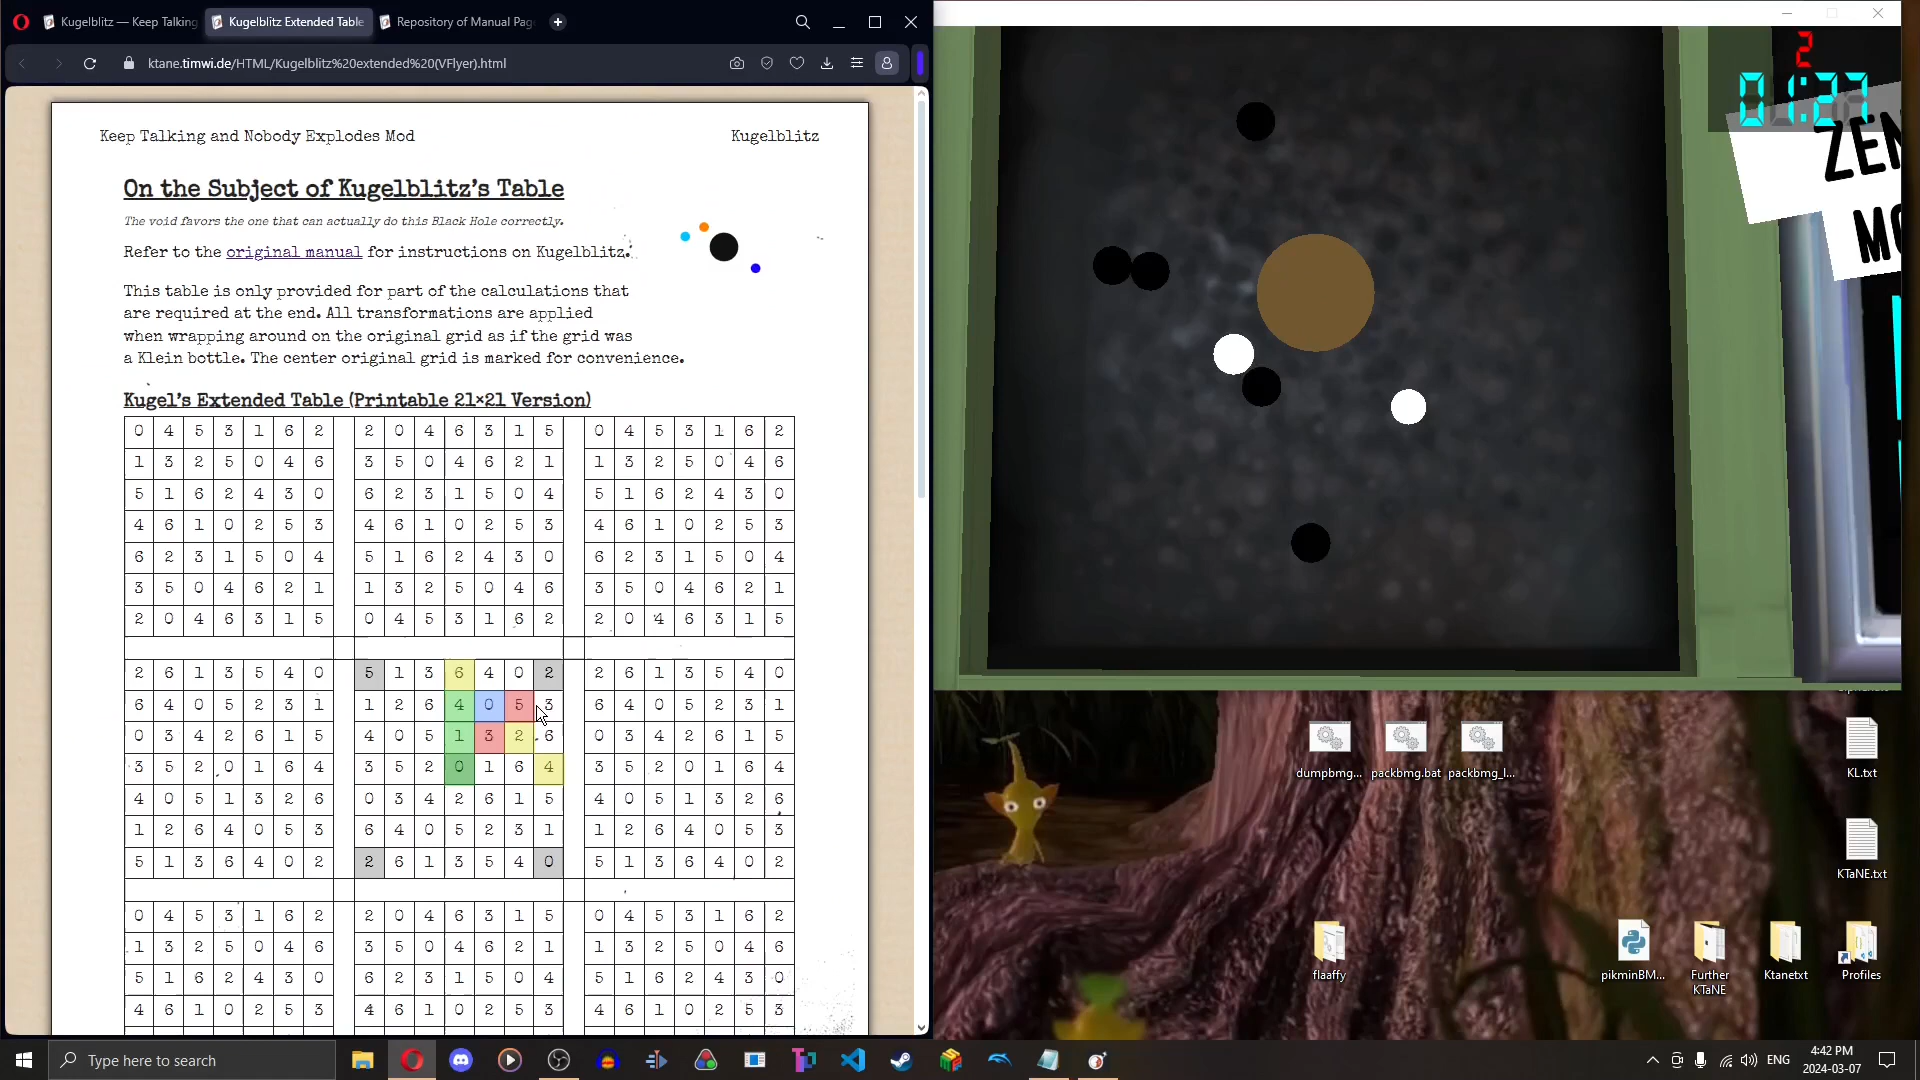 Kugelblitz — Keep Talking
Kugelblitz Extended Table
Repository of Manual Pag
ktane.timwi.de/HTML/Kugelblitz%20extended%20(VFlyer).html
Keep Talking and Nobody Explodes Mod
Kugelblitz
On the Subject of Kugelblitz's Table
The void favors the one that can actually do this Black Hole correctly.
Refer to the original manual for instructions on Kugelblitz.
This table is only provided for part of the calculations that
are required at the end. All transformations are applied
when wrapping around on the original grid as if the grid was
a Klein bottle. The center original grid is marked for convenience.
Kugel's Extended Table (Printable 21×21 Version)
0 4 5 3 1 6 2 2 0 4 6 3 1 5 0 4 5 3 1 6 2
1 3 2 5 0 4 6 3 5 0 4 6 2 1 1 3 2 5 0 4 6
5 1 6 2 4 3 0 6 2 3 1 5 0 4 5 1 6 2 4 3 0
4 6 1 0 2 5 3 4 6 1 0 2 5 3 4 6 1 0 2 5 3
6 2 3 1 5 0 4 5 1 6 2 4 3 0 6 2 3 1 5 0 4
3 5 0 4 6 2 1 1 3 2 5 0 4 6 3 5 0 4 6 2 1
2 0 4 6 3 1 5 0 4 5 3 1 6 2 2 0 4 6 3 1 5
2 6 1 3 5 4 0 5 1 3 6 4 0 2 2 6 1 3 5 4 0
6 4 0 5 2 3 1 1 2 6 4 0 5 3 6 4 0 5 2 3 1
0 3 4 2 6 1 5 4 0 5 1 3 2 6 0 3 4 2 6 1 5
3 5 2 0 1 6 4 3 5 2 0 1 6 4 3 5 2 0 1 6 4
4 0 5 1 3 2 6 0 3 4 2 6 1 5 4 0 5 1 3 2 6
1 2 6 4 0 5 3 6 4 0 5 2 3 1 1 2 6 4 0 5 3
5 1 3 6 4 0 2 2 6 1 3 5 4 0 5 1 3 6 4 0 2
0 4 5 3 1 6 2 2 0 4 6 3 1 5 0 4 5 3 1 6 2
1 3 2 5 0 4 6 3 5 0 4 6 2 1 1 3 2 5 0 4 6
5 1 6 2 4 3 0 6 2 3 1 5 0 4 5 1 6 2 4 3 0
4 6 1 0 2 5 3 4 6 1 0 2 5 3 4 6 1 0 2 5 3
2
01:27
ZEN
MO
dumpbmg...
packbmg.bat
packbmg_l...
KL.txt
KTaNE.txt
flaaffy
pikminBM...
Further
KTaNE
Ktanetxt
Profiles
Type here to search
ENG
4:42 PM
2024-03-07